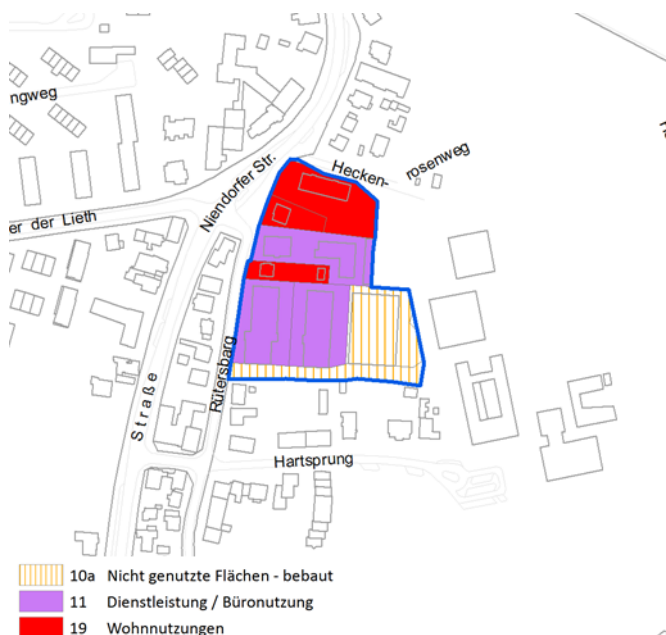 ngweg
Hecken-
rosenweg
Niendorfer Str.
er der Lieth
Rütersbarg
Straße
Hartsprung
10a Nicht genutzte Flächen - bebaut
11 Dienstleistung / Büronutzung
19 Wohnnutzungen